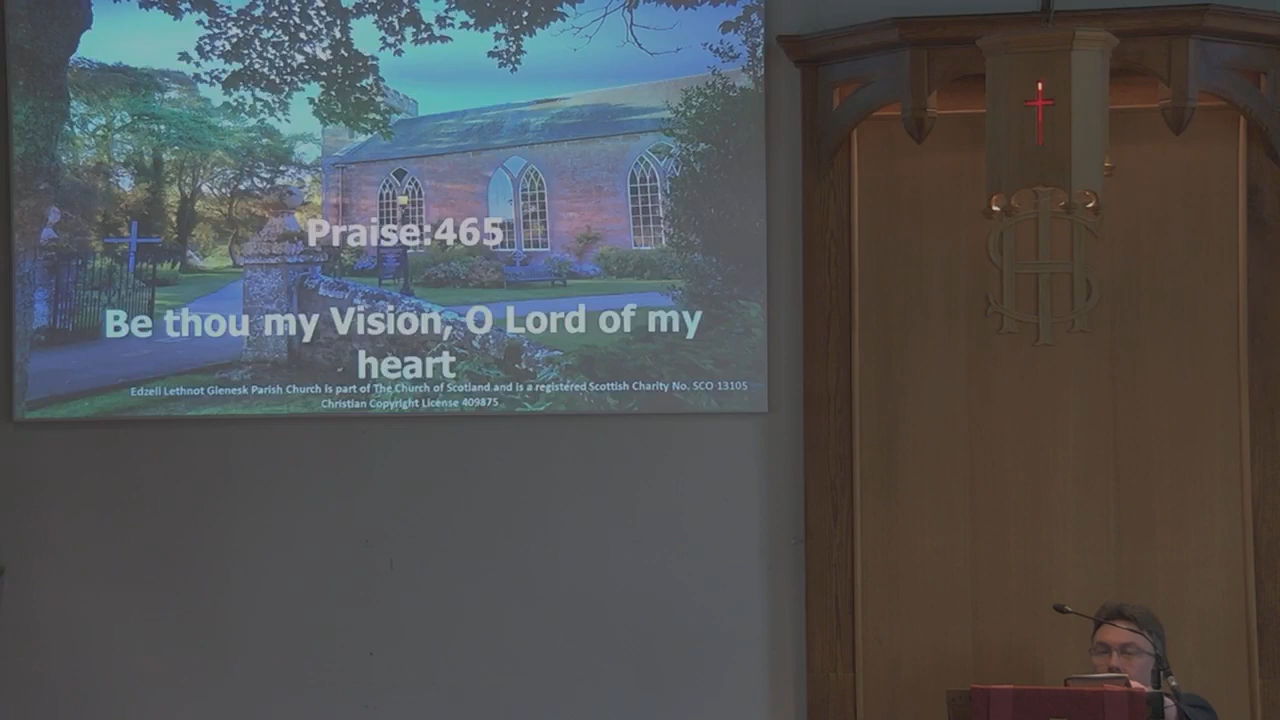 Praise:465
Be thou my Vision, O Lord of my
heart
Edzell Lethnot Glenesk Parish Church is part of The Church of Scotland and is a registered Scottish Charity No. SCO 13105
Christian Copyright License 409875
IHS